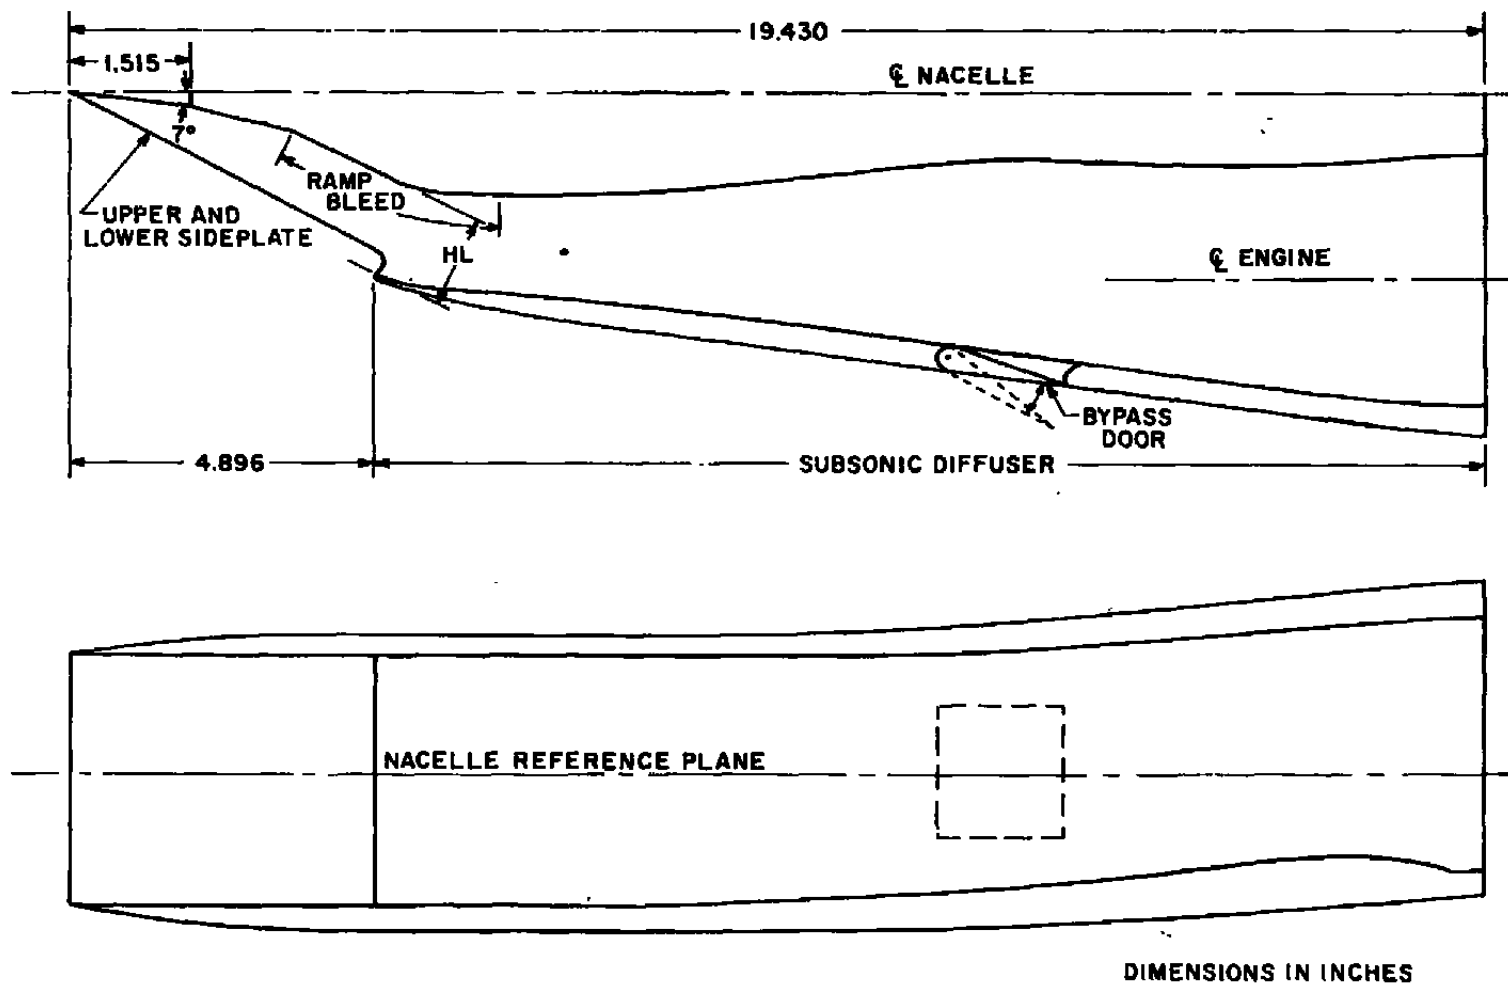 19.430
1.515
℄ NACELLE
7°
RAMP
BLEED
UPPER AND
LOWER SIDEPLATE
HL
℄ ENGINE
BYPASS
DOOR
4.896
SUBSONIC DIFFUSER
NACELLE REFERENCE PLANE
DIMENSIONS IN INCHES